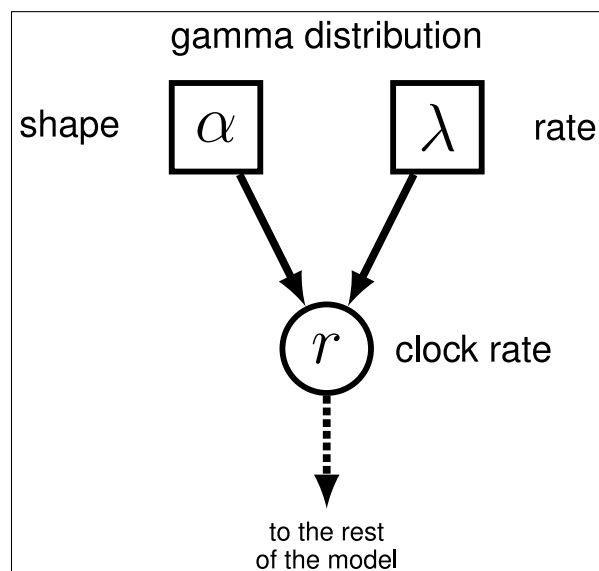 gamma distribution
shape α λ rate
r clock rate
to the rest
of the model